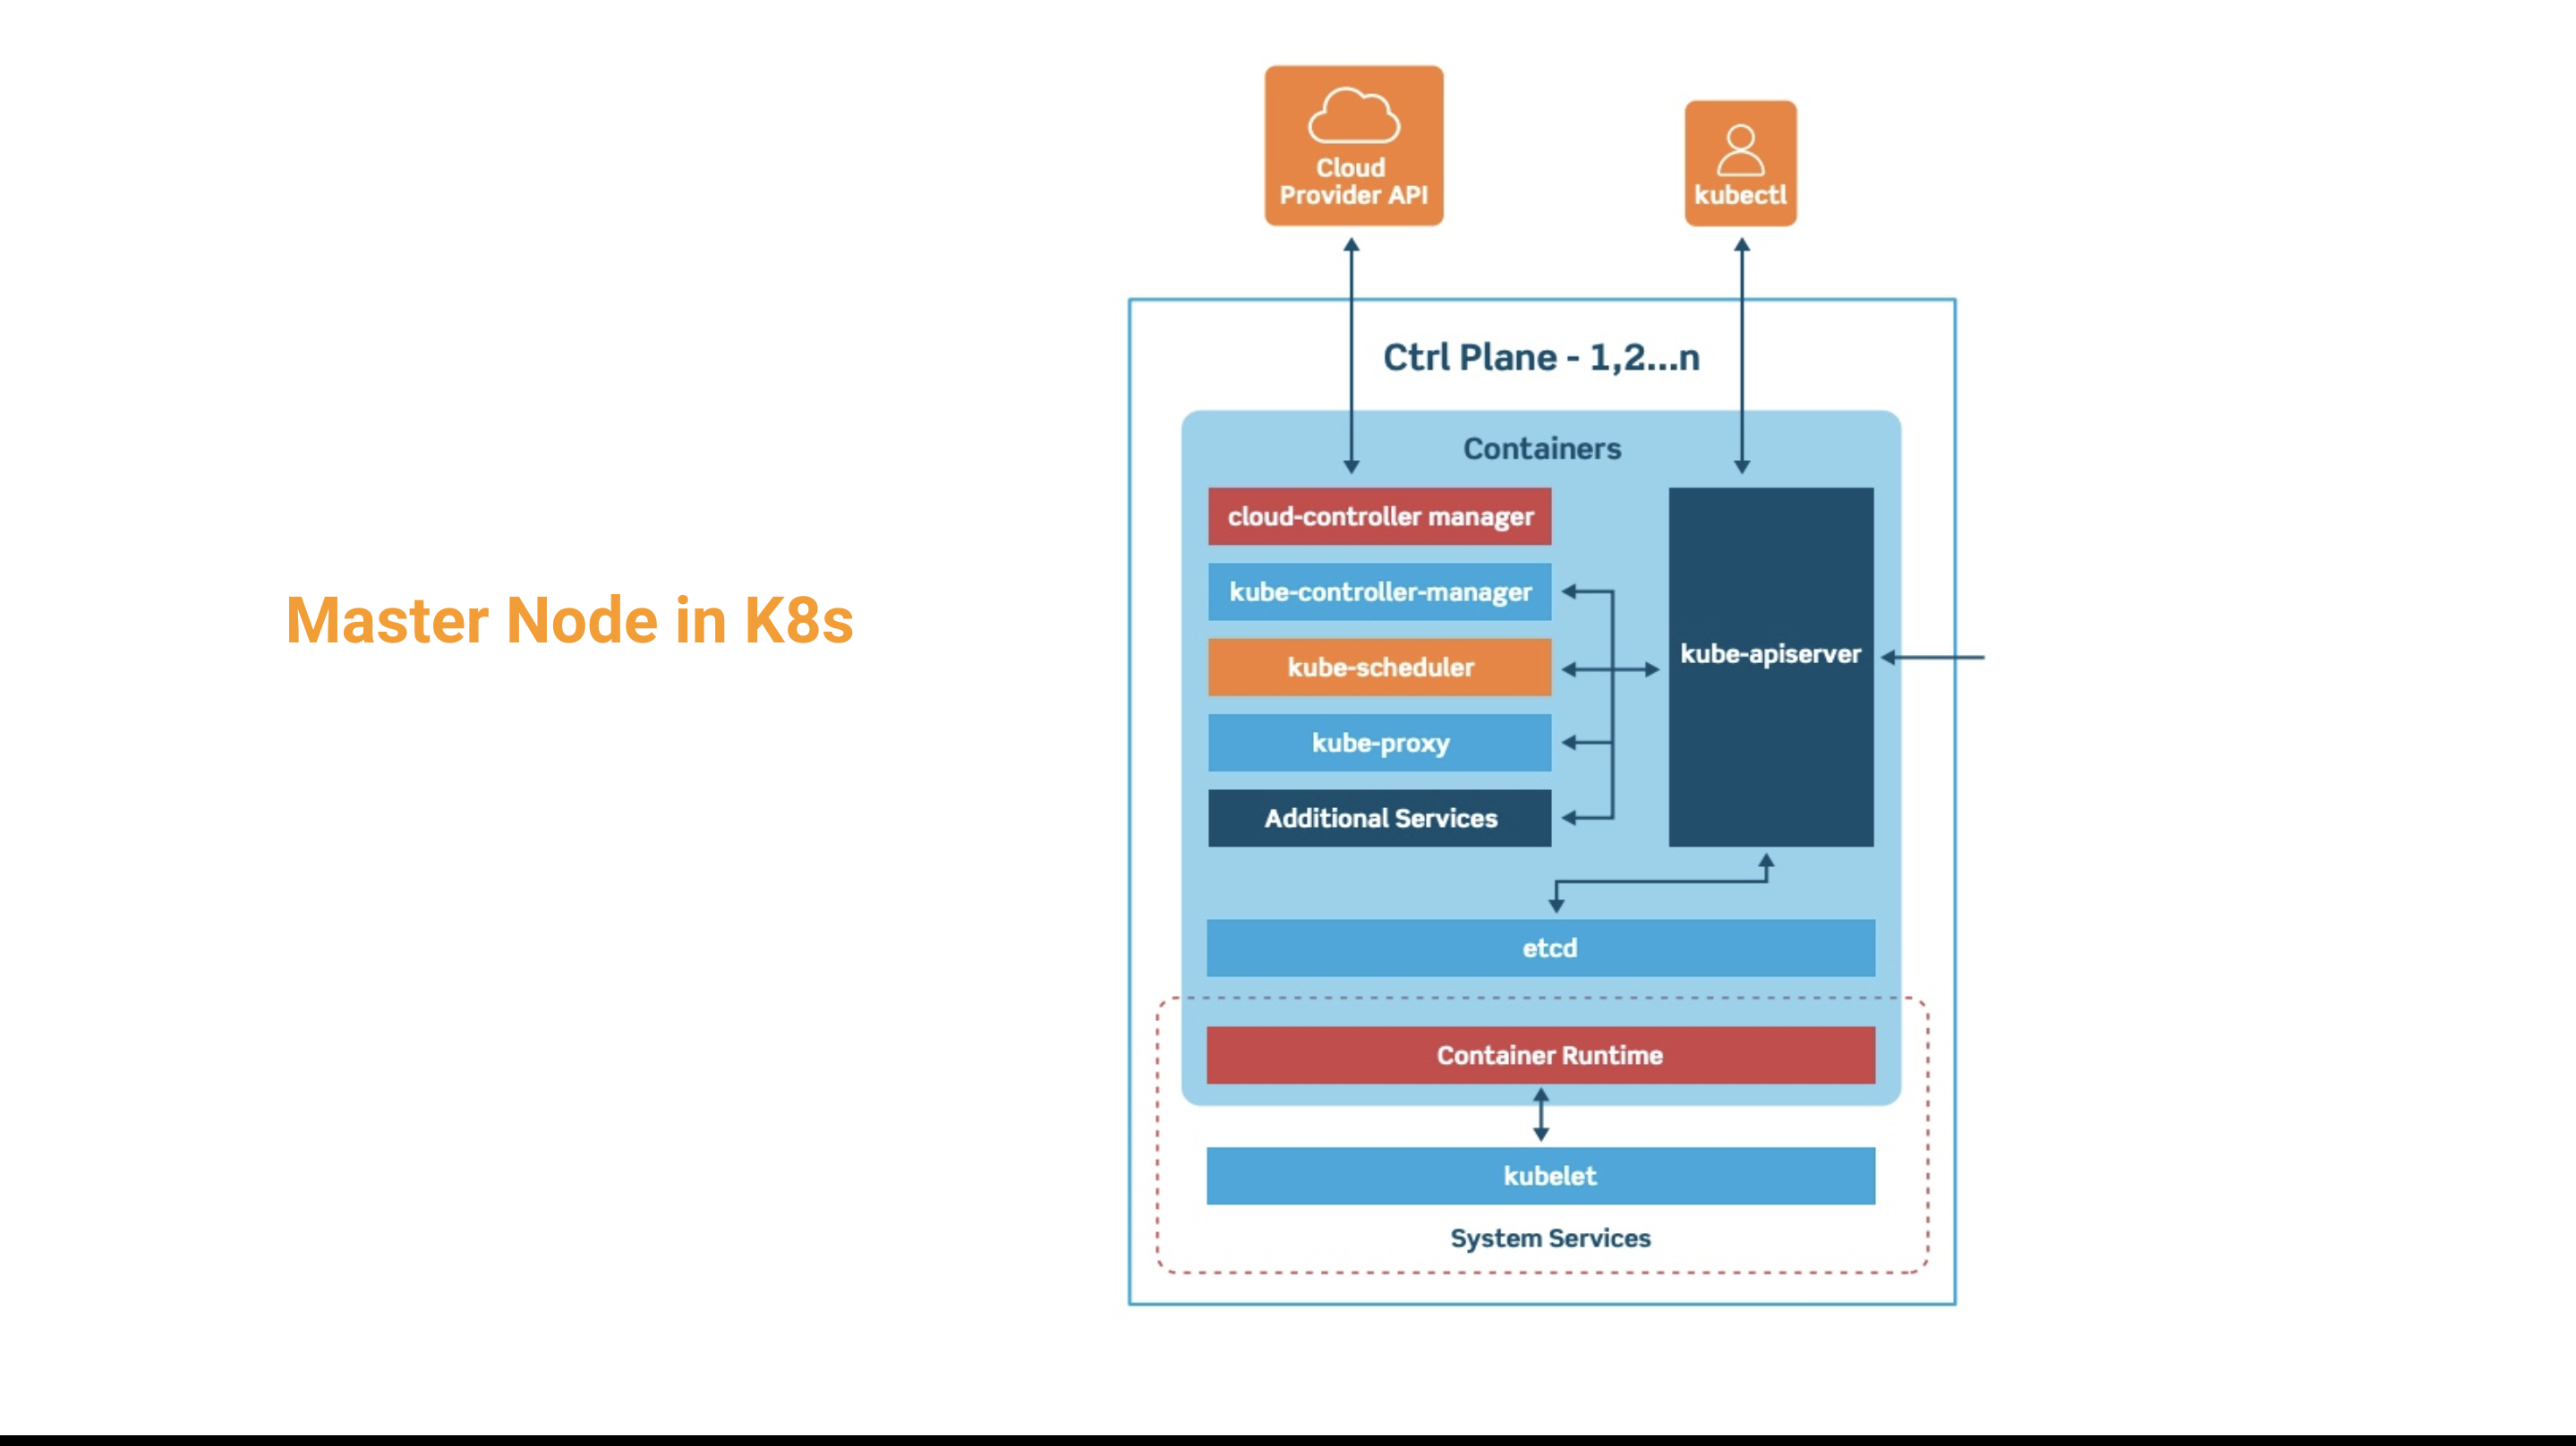 Cloud
Provider API
kubectl
Ctrl Plane - 1,2...n
Containers
cloud-controller manager
kube-controller-manager
kube-scheduler
kube-proxy
Additional Services
kube-apiserver
etcd
Container Runtime
kubelet
System Services
Master Node in K8s